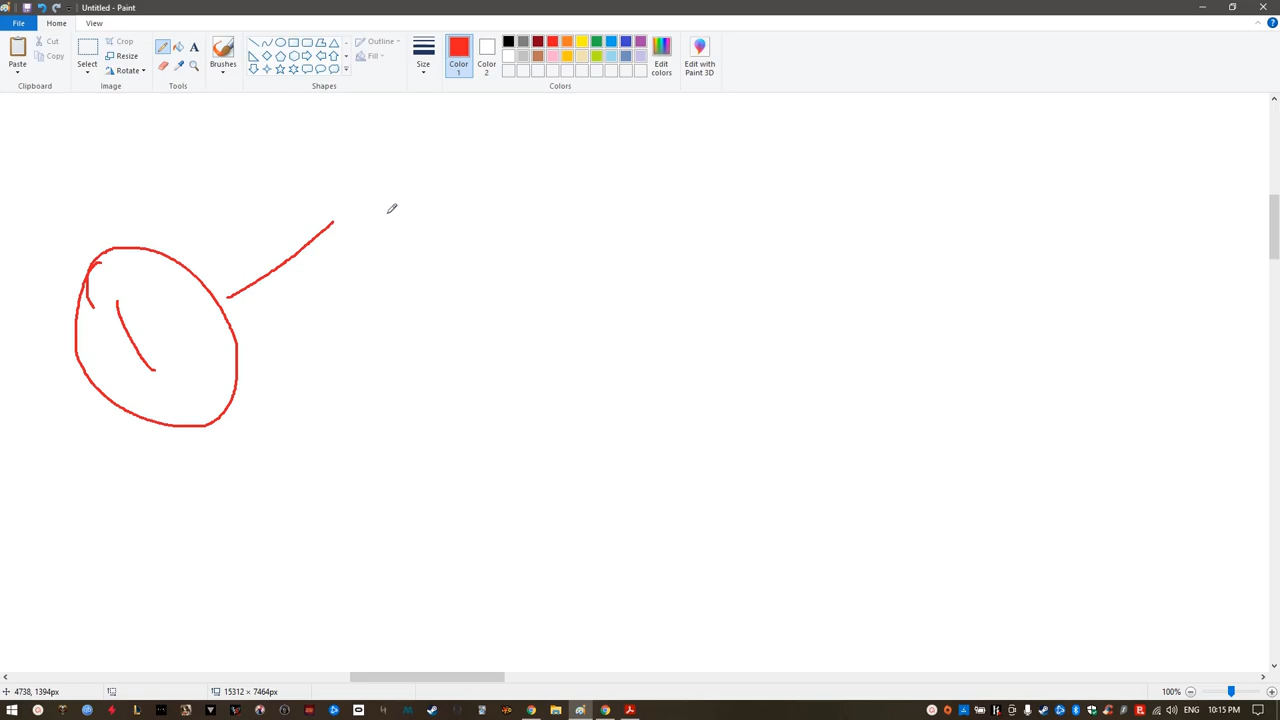 Untitled - Paint
File Home View
Paste
Cut
Copy
Clipboard
Select
Crop
Resize
Rotate
Image
Tools
Brushes
Outline
Fill
Shapes
Size
Color 1
Color 2
Edit colors
Colors
Edit with Paint 3D
4738, 1394px
15312 × 7464px
100%
ENG 10:15 PM